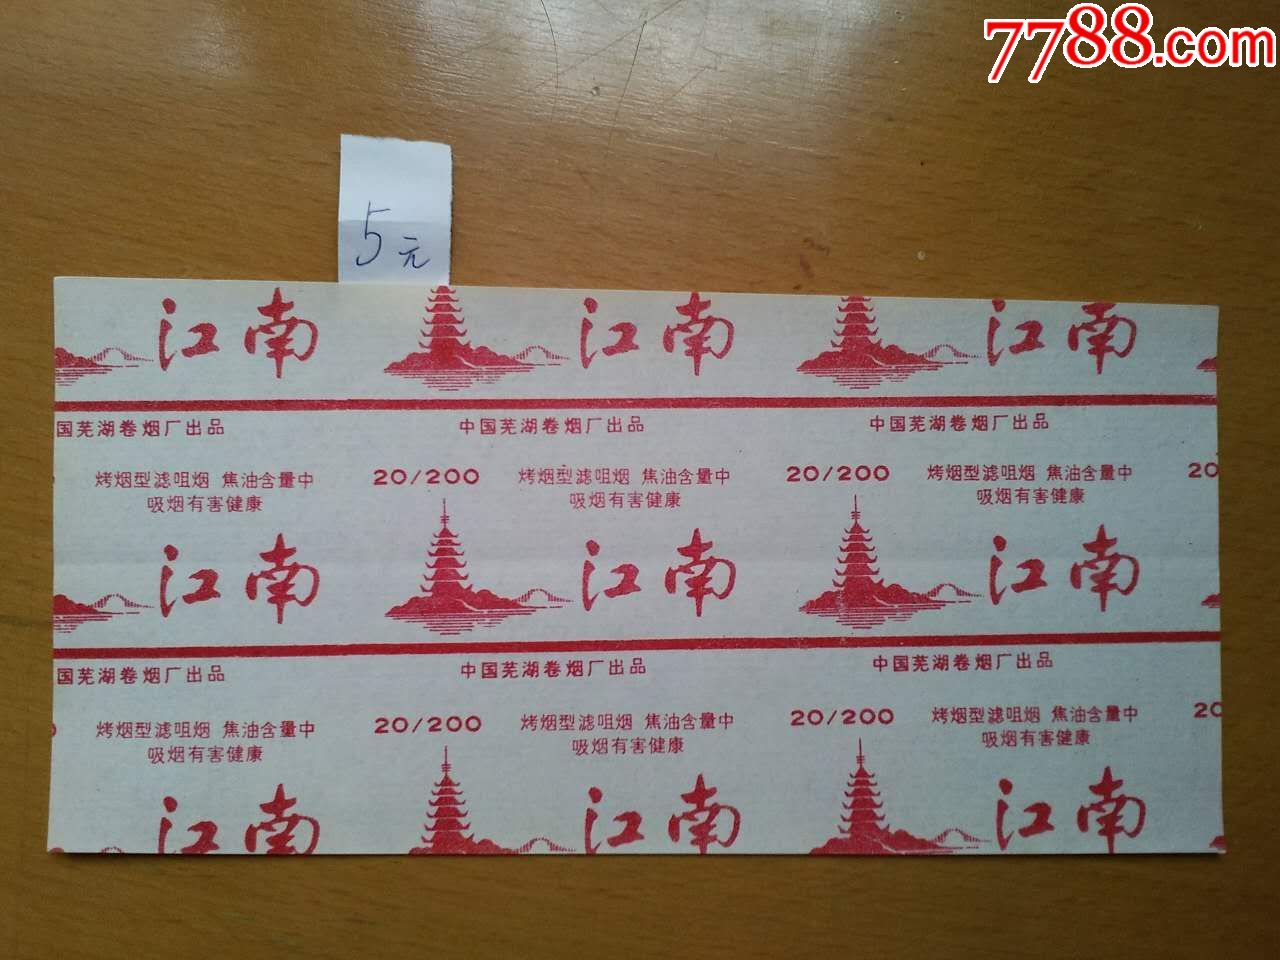 7788.com
5元
江南 江南 江南
国芜湖卷烟厂出品 中国芜湖卷烟厂出品 中国芜湖卷烟厂出品
烤烟型滤咀烟 焦油含量中 20/200 烤烟型滤咀烟 焦油含量中 20/200 烤烟型滤咀烟 焦油含量中 20
吸烟有害健康 吸烟有害健康 吸烟有害健康
江南 江南 江南
国芜湖卷烟厂出品 中国芜湖卷烟厂出品 中国芜湖卷烟厂出品
烤烟型滤咀烟 焦油含量中 20/200 烤烟型滤咀烟 焦油含量中 20/200 烤烟型滤咀烟 焦油含量中 20
吸烟有害健康 吸烟有害健康 吸烟有害健康
江南 江南 江南